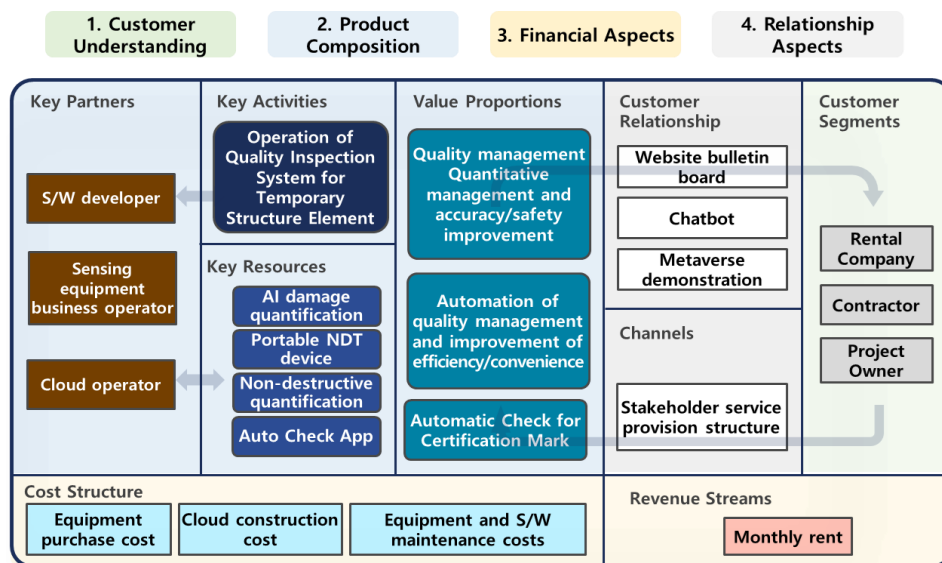 1. Customer
Understanding
2. Product
Composition
3. Financial Aspects
4. Relationship
Aspects
Key Partners
S/W developer
Sensing
equipment
business operator
Cloud operator
Key Activities
Operation of
Quality Inspection
System for
Temporary
Structure Element
Key Resources
AI damage
quantification
Portable NDT
device
Non-destructive
quantification
Auto Check App
Value Proportions
Quality management
Quantitative
management and
accuracy/safety
improvement
Automation of
quality management
and improvement of
efficiency/convenience
Automatic Check for
Certification Mark
Customer
Relationship
Website bulletin
board
Chatbot
Metaverse
demonstration
Channels
Stakeholder service
provision structure
Customer
Segments
Rental
Company
Contractor
Project
Owner
Cost Structure
Equipment
purchase cost
Cloud construction
cost
Equipment and S/W
maintenance costs
Revenue Streams
Monthly rent